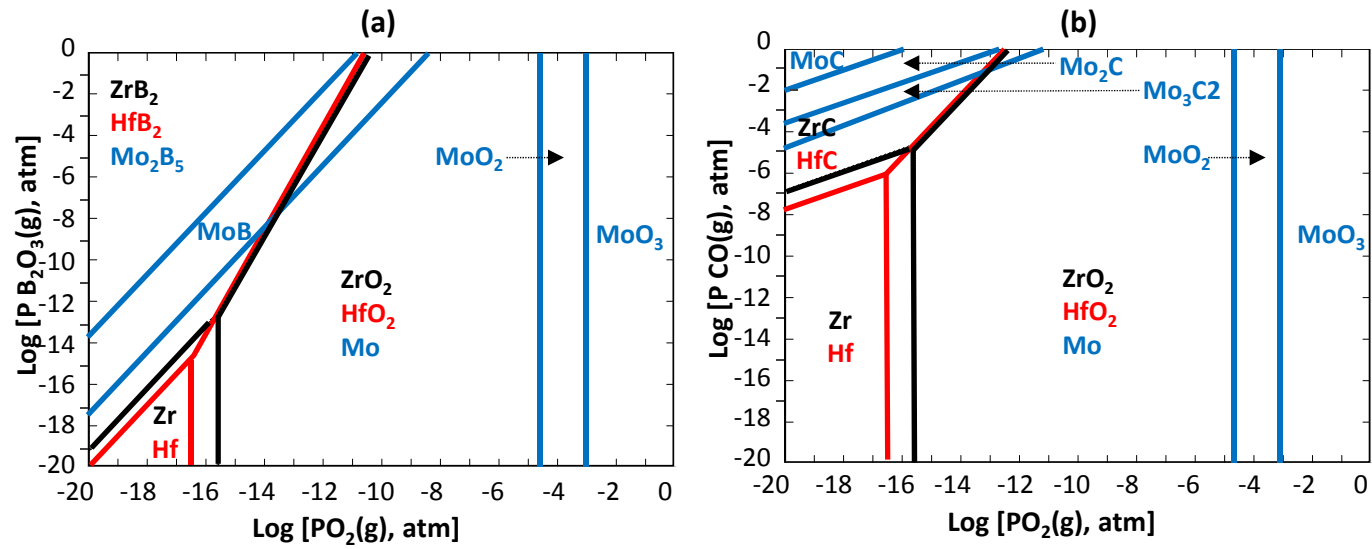 (a)
Log [P B₂O₃(g), atm]
0
-2
-4
-6
-8
-10
-12
-14
-16
-18
-20
ZrB₂
HfB₂
Mo₂B₅
MoB
MoO₂
MoO₃
ZrO₂
HfO₂
Mo
Zr
Hf
-20 -18 -16 -14 -12 -10 -8 -6 -4 -2 0
Log [PO₂(g), atm]
(b)
Log [P CO(g), atm]
0
-2
-4
-6
-8
-10
-12
-14
-16
-18
-20
MoC
Mo₂C
Mo₃C2
ZrC
HfC
MoO₂
MoO₃
Zr
Hf
ZrO₂
HfO₂
Mo
-20 -18 -16 -14 -12 -10 -8 -6 -4 -2 0
Log [PO₂(g), atm]